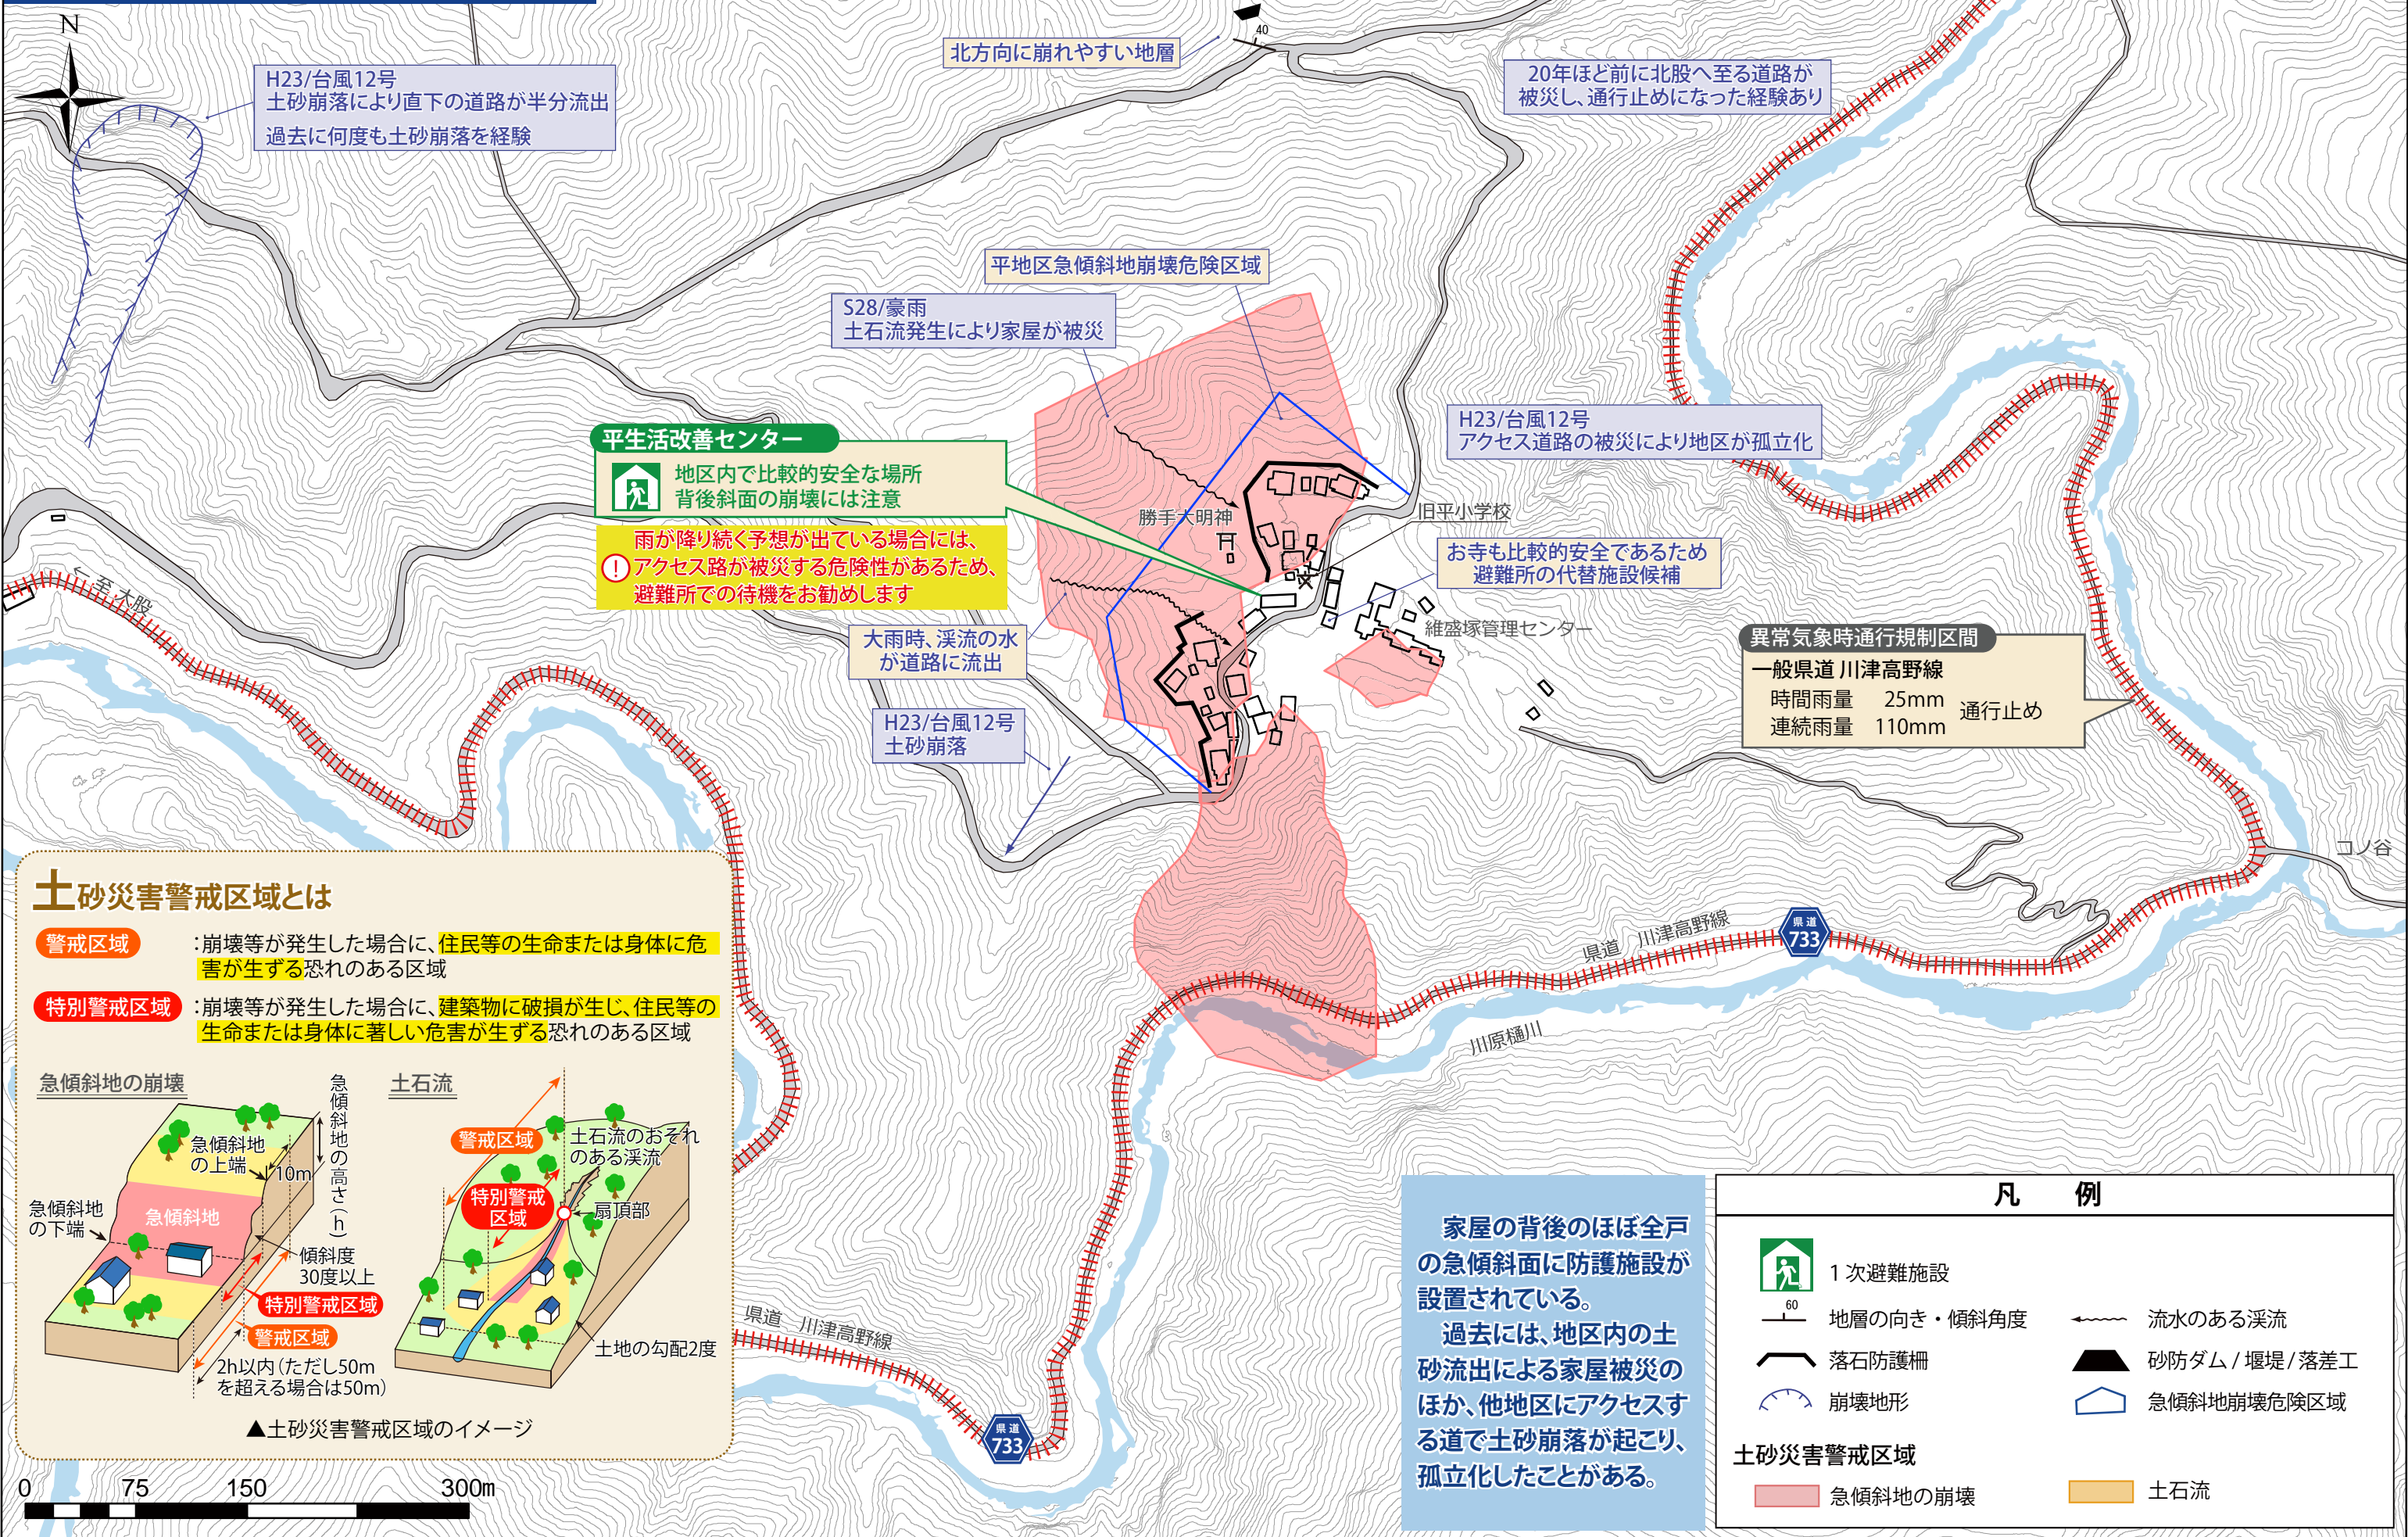 N
40
北方向に崩れやすい地層
H23/台風12号
土砂崩落により直下の道路が半分流出
過去に何度も土砂崩落を経験
20年ほど前に北股へ至る道路が
被災し、通行止めになった経験あり
平地区急傾斜地崩壊危険区域
S28/豪雨
土石流発生により家屋が被災
H23/台風12号
アクセス道路の被災により地区が孤立化
平生活改善センター
地区内で比較的安全な場所
背後斜面の崩壊には注意
雨が降り続く予想が出ている場合には、
!アクセス路が被災する危険性があるため、
避難所での待機をお勧めします
勝手大明神
旧平小学校
お寺も比較的安全であるため
避難所の代替施設候補
維盛塚管理センター
←至 大股
大雨時、渓流の水
が道路に流出
H23/台風12号
土砂崩落
異常気象時通行規制区間
一般県道 川津高野線
時間雨量 25mm
連続雨量 110mm
通行止め
コノ谷
県道 川津高野線
県道
733
川原樋川
土砂災害警戒区域とは
警戒区域 :崩壊等が発生した場合に、住民等の生命または身体に危
害が生ずる恐れのある区域
特別警戒区域 :崩壊等が発生した場合に、建築物に破損が生じ、住民等の
生命または身体に著しい危害が生ずる恐れのある区域
急傾斜地の崩壊
急傾斜地の高さ(h)
急傾斜地
の上端
10m
急傾斜地
の下端
急傾斜地
傾斜度
30度以上
特別警戒区域
警戒区域
2h以内(ただし50m
を超える場合は50m)
土石流
警戒区域
土石流のおそれ
のある渓流
特別警戒
区域
扇頂部
土地の勾配2度
▲土砂災害警戒区域のイメージ
0 75 150 300m
県道 川津高野線
県道
733
家屋の背後のほぼ全戸
の急傾斜面に防護施設が
設置されている。
過去には、地区内の土
砂流出による家屋被災の
ほか、他地区にアクセスす
る道で土砂崩落が起こり、
孤立化したことがある。
凡 例
1次避難施設
60
地層の向き・傾斜角度
流水のある渓流
落石防護柵
砂防ダム/堰堤/落差工
崩壊地形
急傾斜地崩壊危険区域
土砂災害警戒区域
急傾斜地の崩壊
土石流